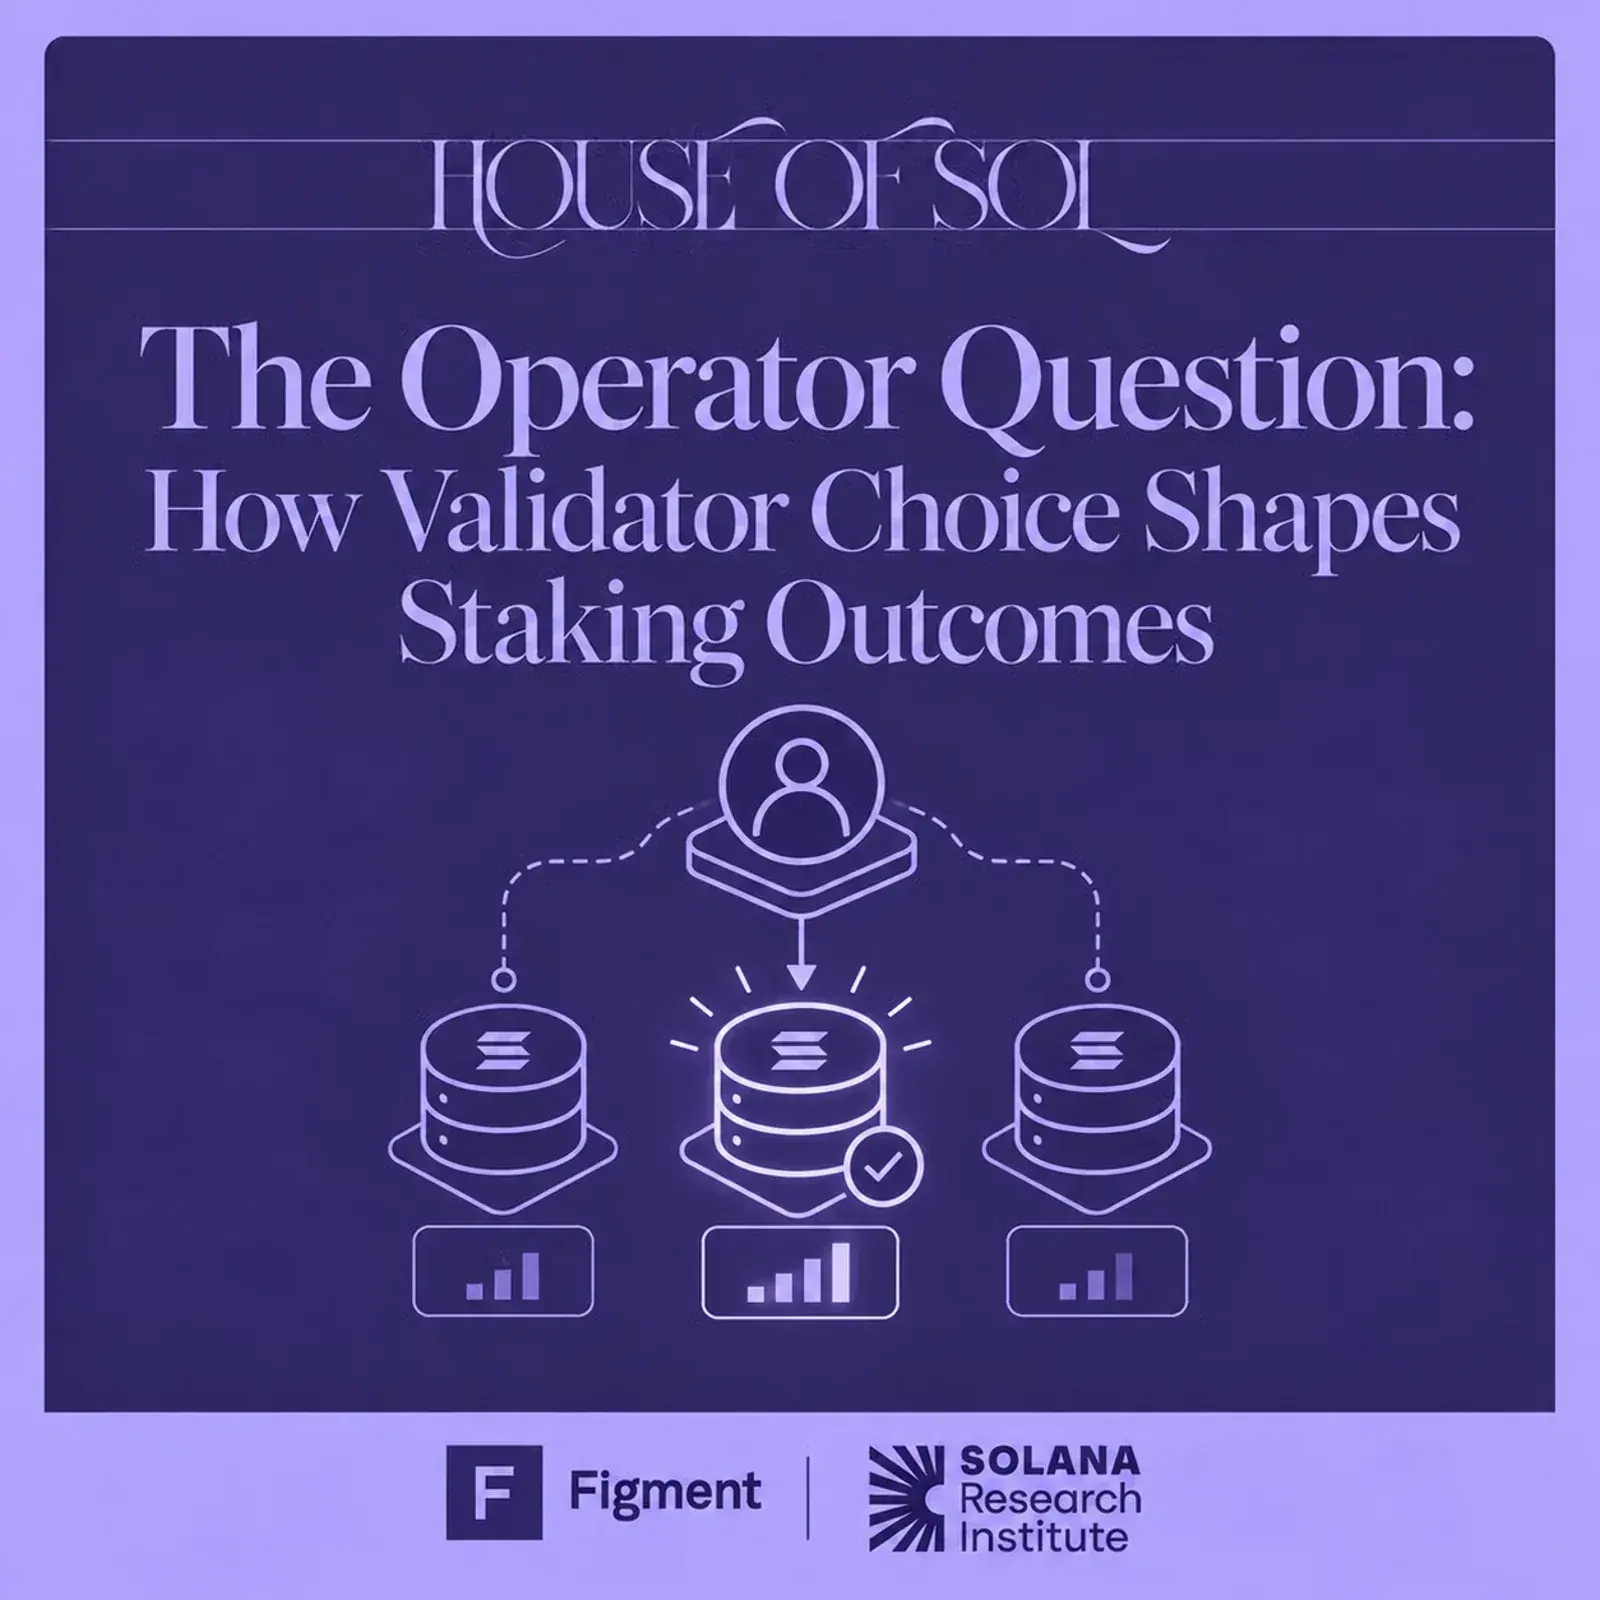 HOUSE OF SOL
The Operator Question:
How Validator Choice Shapes
Staking Outcomes
F Figment
SOLANA
Research
Institute